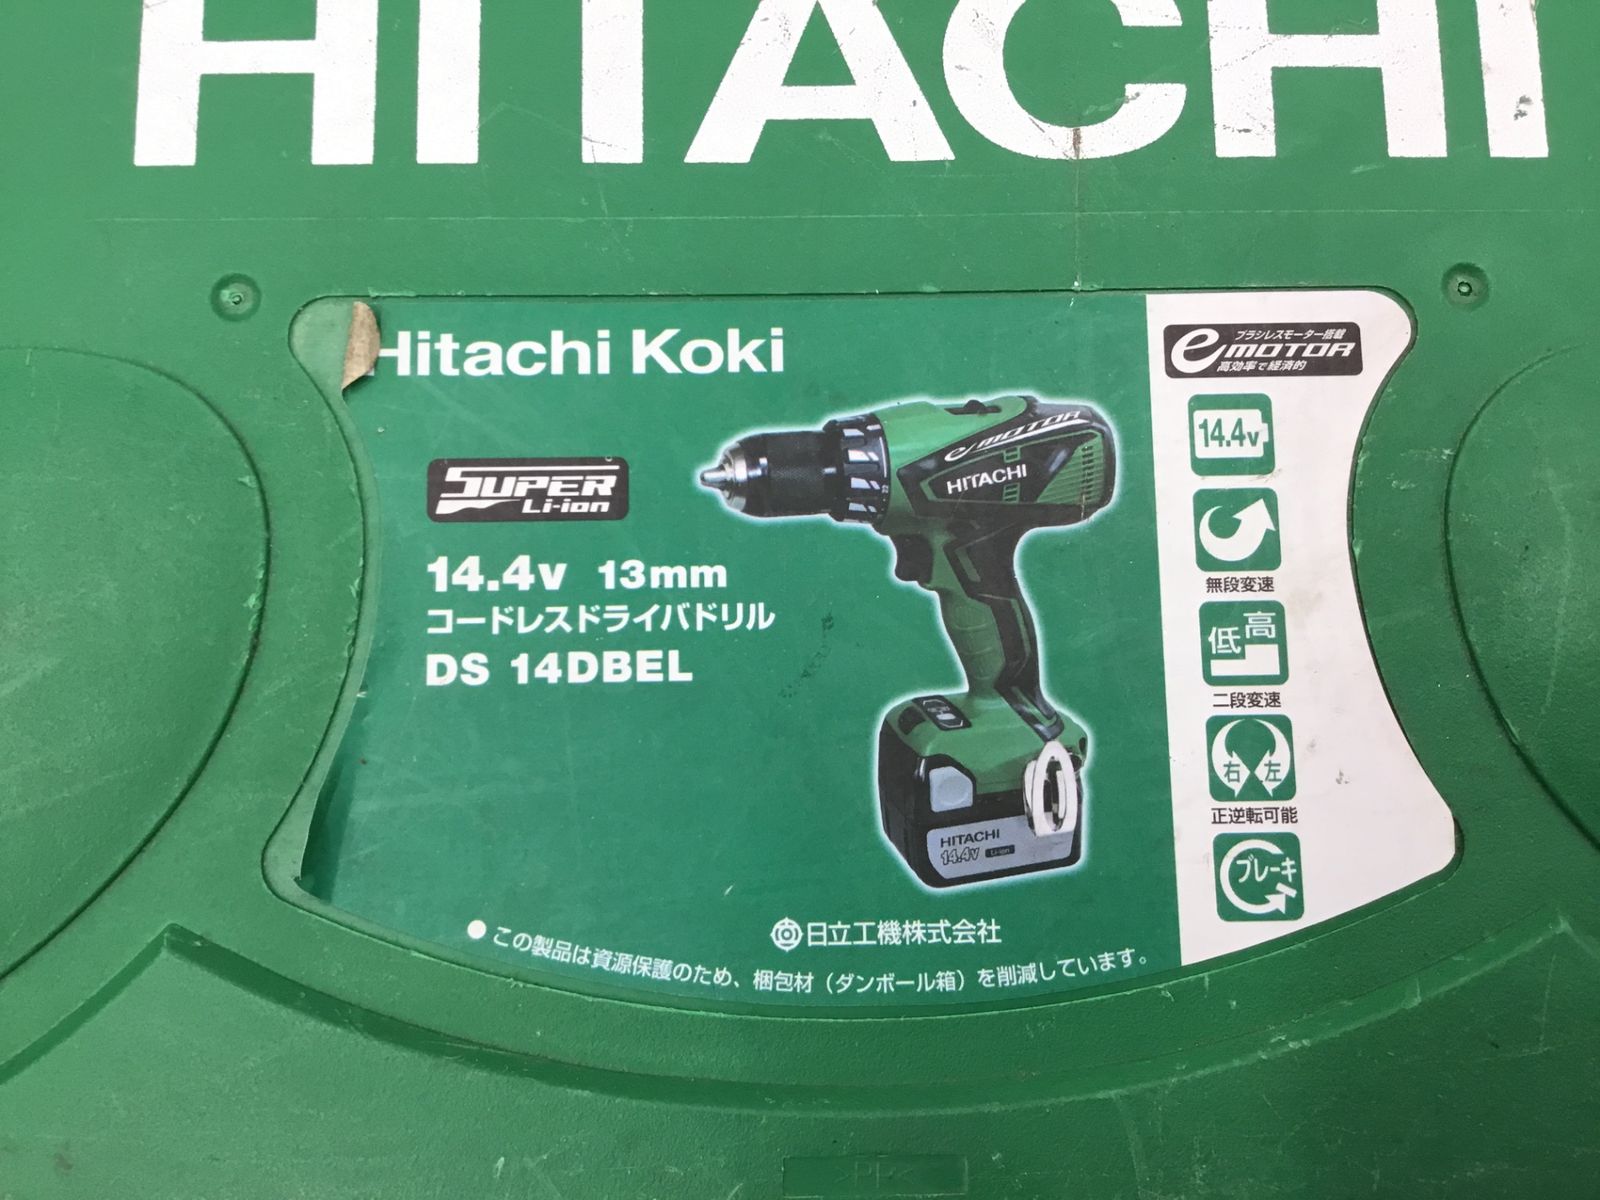 HITACHI
Hitachi Koki
SUPER
Li-ion
14.4v 13mm
コードレスドライバドリル
DS 14DBEL
e MOTOR
HITACHI
HITACHI
14.4v Li-ion
日立工機株式会社
● この製品は資源保護のため、梱包材（ダンボール箱）を削減しています。
ブラシレスモーター搭載
e MOTOR
高効率で経済的
14.4v
無段変速
低 高
二段変速
右 左
正逆転可能
ブレーキ